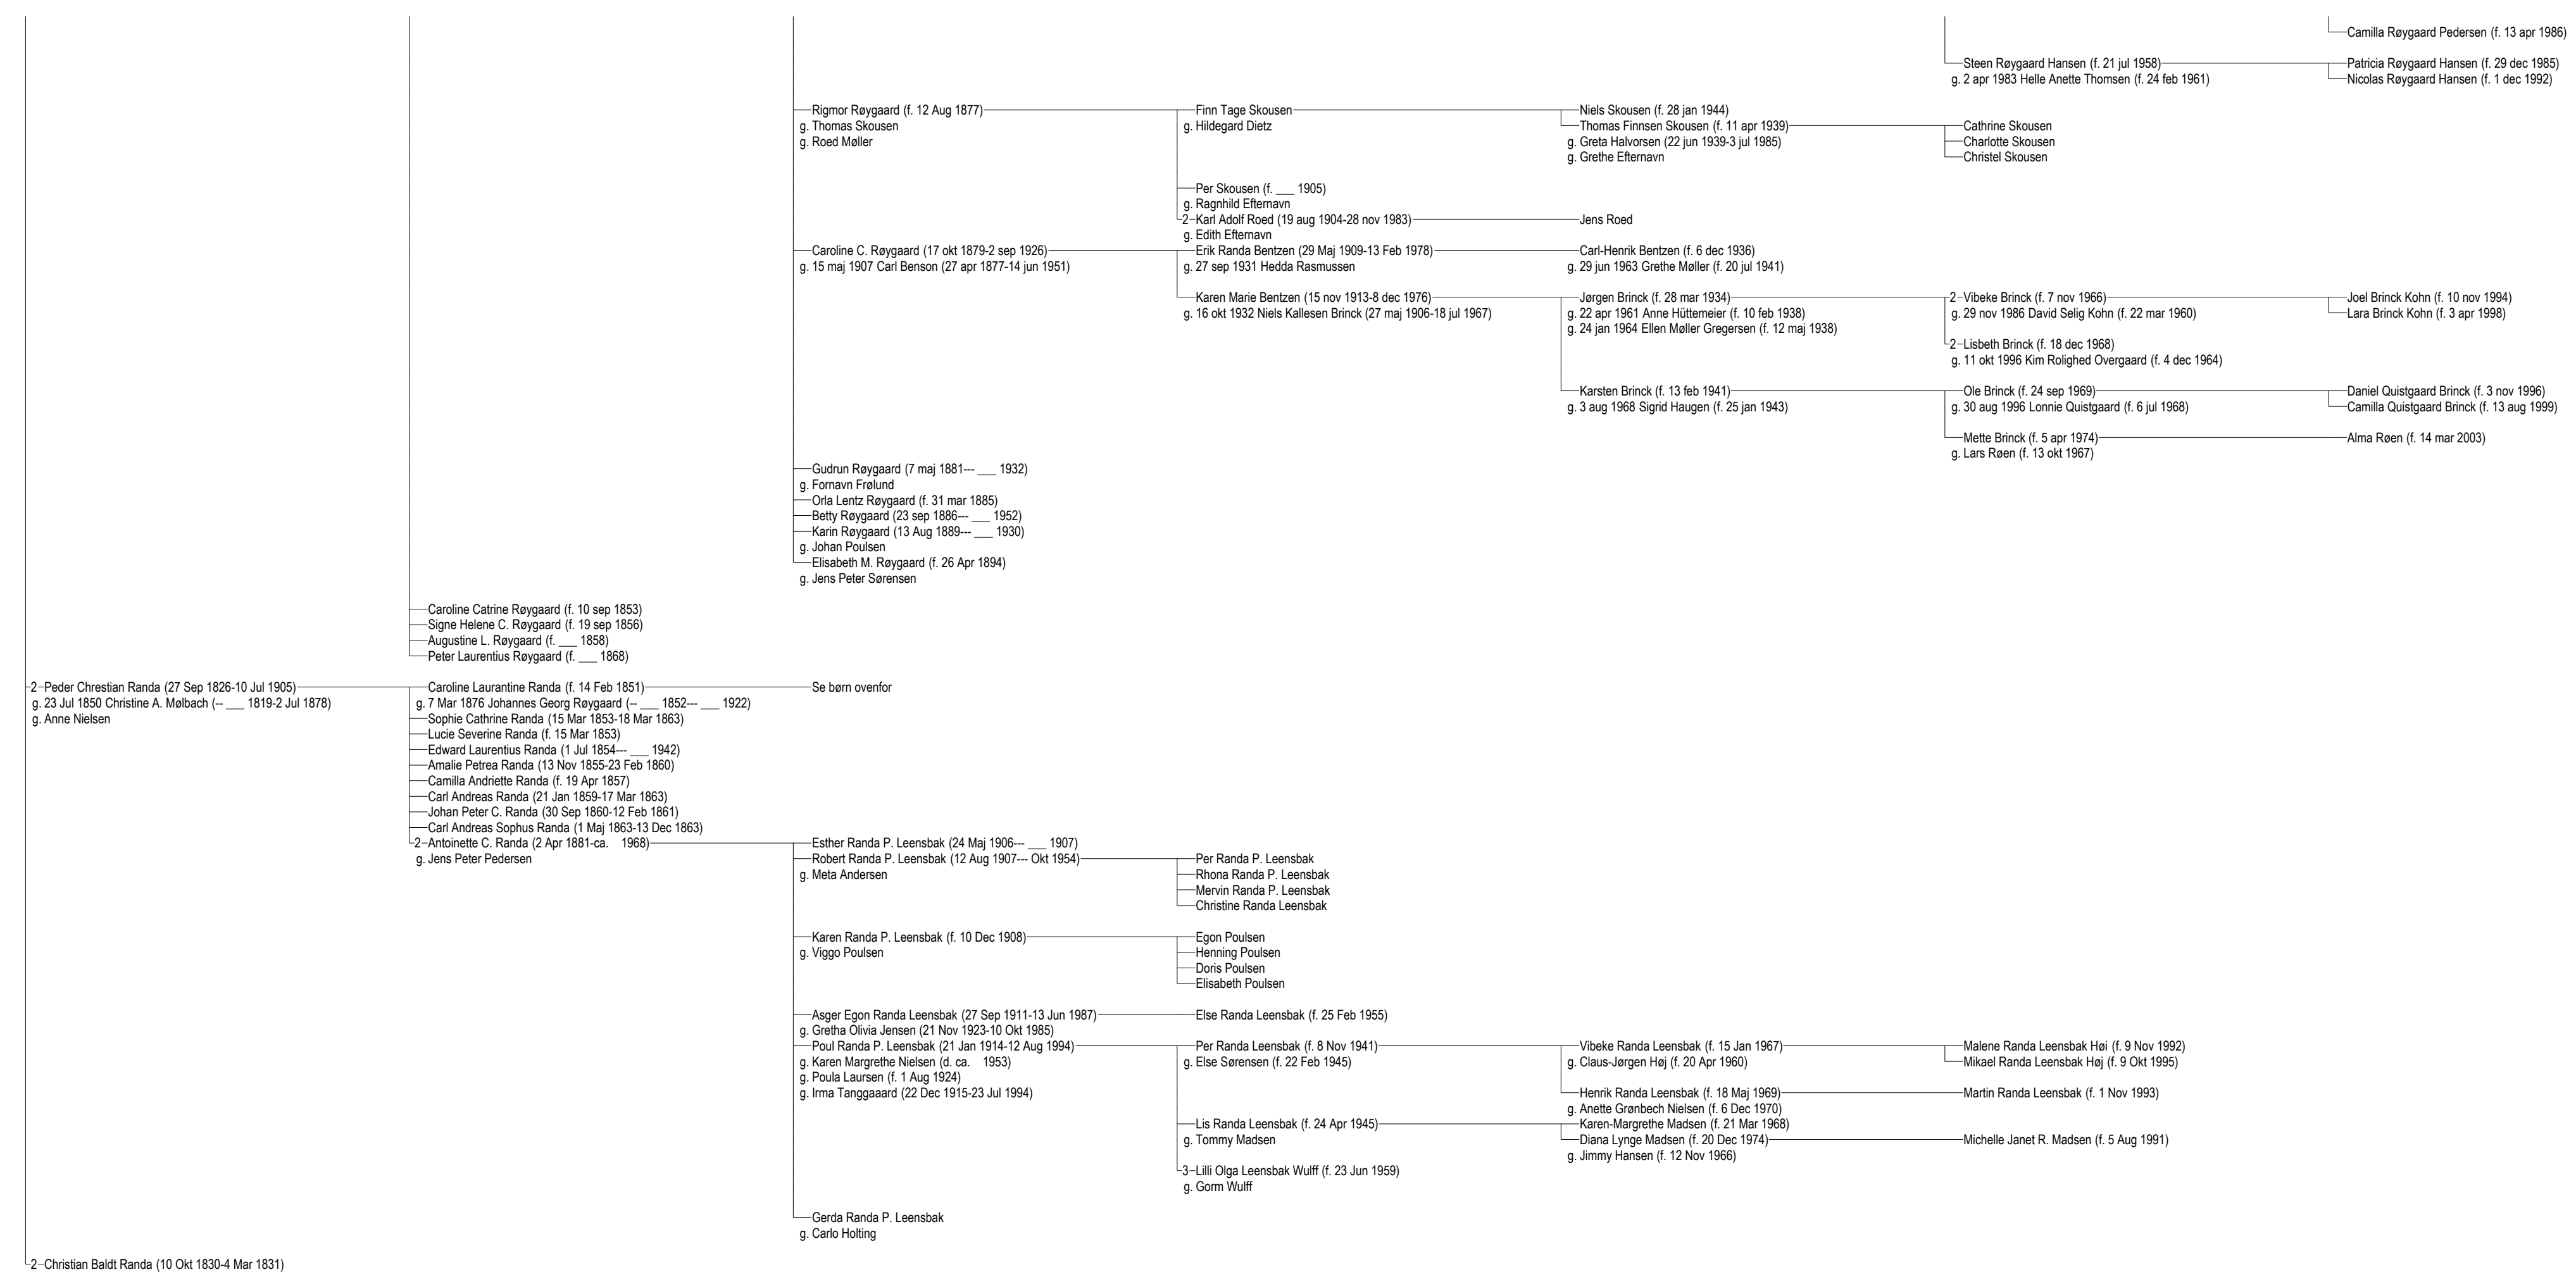 Camilla Røygaard Pedersen (f. 13 apr 1986)
Steen Røygaard Hansen (f. 21 jul 1958) Patricia Røygaard Hansen (f. 29 dec 1985)
g. 2 apr 1983 Helle Anette Thomsen (f. 24 feb 1961) Nicolas Røygaard Hansen (f. 1 dec 1992)
Rigmor Røygaard (f. 12 Aug 1877) Finn Tage Skousen Niels Skousen (f. 28 jan 1944)
g. Thomas Skousen g. Hildegard Dietz Thomas Finnsen Skousen (f. 11 apr 1939) Cathrine Skousen
g. Roed Møller g. Greta Halvorsen (22 jun 1939-3 jul 1985) Charlotte Skousen
g. Grethe Efternavn Christel Skousen
Per Skousen (f. ___ 1905)
g. Ragnhild Efternavn
2 Karl Adolf Roed (19 aug 1904-28 nov 1983) Jens Roed
g. Edith Efternavn
Caroline C. Røygaard (17 okt 1879-2 sep 1926) Erik Randa Bentzen (29 Maj 1909-13 Feb 1978) Carl-Henrik Bentzen (f. 6 dec 1936)
g. 15 maj 1907 Carl Benson (27 apr 1877-14 jun 1951) g. 27 sep 1931 Hedda Rasmussen g. 29 jun 1963 Grethe Møller (f. 20 jul 1941)
Karen Marie Bentzen (15 nov 1913-8 dec 1976) Jørgen Brinck (f. 28 mar 1934) 2 Vibeke Brinck (f. 7 nov 1966) Joel Brinck Kohn (f. 10 nov 1994)
g. 16 okt 1932 Niels Kallesen Brinck (27 maj 1906-18 jul 1967) g. 22 apr 1961 Anne Hüttemeier (f. 10 feb 1938) g. 29 nov 1986 David Selig Kohn (f. 22 mar 1960) Lara Brinck Kohn (f. 3 apr 1998)
g. 24 jan 1964 Ellen Møller Gregersen (f. 12 maj 1938)
2 Lisbeth Brinck (f. 18 dec 1968)
g. 11 okt 1996 Kim Rolighed Overgaard (f. 4 dec 1964)
Karsten Brinck (f. 13 feb 1941) Ole Brinck (f. 24 sep 1969) Daniel Quistgaard Brinck (f. 3 nov 1996)
g. 3 aug 1968 Sigrid Haugen (f. 25 jan 1943) g. 30 aug 1996 Lonnie Quistgaard (f. 6 jul 1968) Camilla Quistgaard Brinck (f. 13 aug 1999)
Mette Brinck (f. 5 apr 1974) Alma Røen (f. 14 mar 2003)
g. Lars Røen (f. 13 okt 1967)
Gudrun Røygaard (7 maj 1881--- ___ 1932)
g. Fornavn Frølund
Orla Lentz Røygaard (f. 31 mar 1885)
Betty Røygaard (23 sep 1886--- ___ 1952)
Karin Røygaard (13 Aug 1889--- ___ 1930)
g. Johan Poulsen
Elisabeth M. Røygaard (f. 26 Apr 1894)
g. Jens Peter Sørensen
Caroline Catrine Røygaard (f. 10 sep 1853)
Signe Helene C. Røygaard (f. 19 sep 1856)
Augustine L. Røygaard (f. ___ 1858)
Peter Laurentius Røygaard (f. ___ 1868)
2 Peder Chrestian Randa (27 Sep 1826-10 Jul 1905) Caroline Laurantine Randa (f. 14 Feb 1851) Se børn ovenfor
g. 23 Jul 1850 Christine A. Mølbach (-- ___ 1819-2 Jul 1878) g. 7 Mar 1876 Johannes Georg Røygaard (-- ___ 1852--- ___ 1922)
g. Anne Nielsen Sophie Cathrine Randa (15 Mar 1853-18 Mar 1863)
Lucie Severine Randa (f. 15 Mar 1853)
Edward Laurentius Randa (1 Jul 1854--- ___ 1942)
Amalie Petrea Randa (13 Nov 1855-23 Feb 1860)
Camilla Andriette Randa (f. 19 Apr 1857)
Carl Andreas Randa (21 Jan 1859-17 Mar 1863)
Johan Peter C. Randa (30 Sep 1860-12 Feb 1861)
Carl Andreas Sophus Randa (1 Maj 1863-13 Dec 1863)
2 Antoinette C. Randa (2 Apr 1881-ca. 1968) Esther Randa P. Leensbak (24 Maj 1906--- ___ 1907)
g. Jens Peter Pedersen Robert Randa P. Leensbak (12 Aug 1907--- Okt 1954) Per Randa P. Leensbak
g. Meta Andersen Rhona Randa P. Leensbak
Mervin Randa P. Leensbak
Christine Randa Leensbak
Karen Randa P. Leensbak (f. 10 Dec 1908) Egon Poulsen
g. Viggo Poulsen Henning Poulsen
Doris Poulsen
Elisabeth Poulsen
Asger Egon Randa Leensbak (27 Sep 1911-13 Jun 1987) Else Randa Leensbak (f. 25 Feb 1955)
g. Gretha Olivia Jensen (21 Nov 1923-10 Okt 1985)
Poul Randa P. Leensbak (21 Jan 1914-12 Aug 1994) Per Randa Leensbak (f. 8 Nov 1941) Vibeke Randa Leensbak (f. 15 Jan 1967) Malene Randa Leensbak Høi (f. 9 Nov 1992)
g. Karen Margrethe Nielsen (d. ca. 1953) g. Else Sørensen (f. 22 Feb 1945) g. Claus-Jørgen Høj (f. 20 Apr 1960) Mikael Randa Leensbak Høj (f. 9 Okt 1995)
g. Poula Laursen (f. 1 Aug 1924)
g. Irma Tanggaaard (22 Dec 1915-23 Jul 1994) Henrik Randa Leensbak (f. 18 Maj 1969) Martin Randa Leensbak (f. 1 Nov 1993)
g. Anette Grønbech Nielsen (f. 6 Dec 1970)
Lis Randa Leensbak (f. 24 Apr 1945) Karen-Margrethe Madsen (f. 21 Mar 1968)
g. Tommy Madsen Diana Lynge Madsen (f. 20 Dec 1974) Michelle Janet R. Madsen (f. 5 Aug 1991)
g. Jimmy Hansen (f. 12 Nov 1966)
3 Lilli Olga Leensbak Wulff (f. 23 Jun 1959)
g. Gorm Wulff
Gerda Randa P. Leensbak
g. Carlo Holting
2 Christian Baldt Randa (10 Okt 1830-4 Mar 1831)